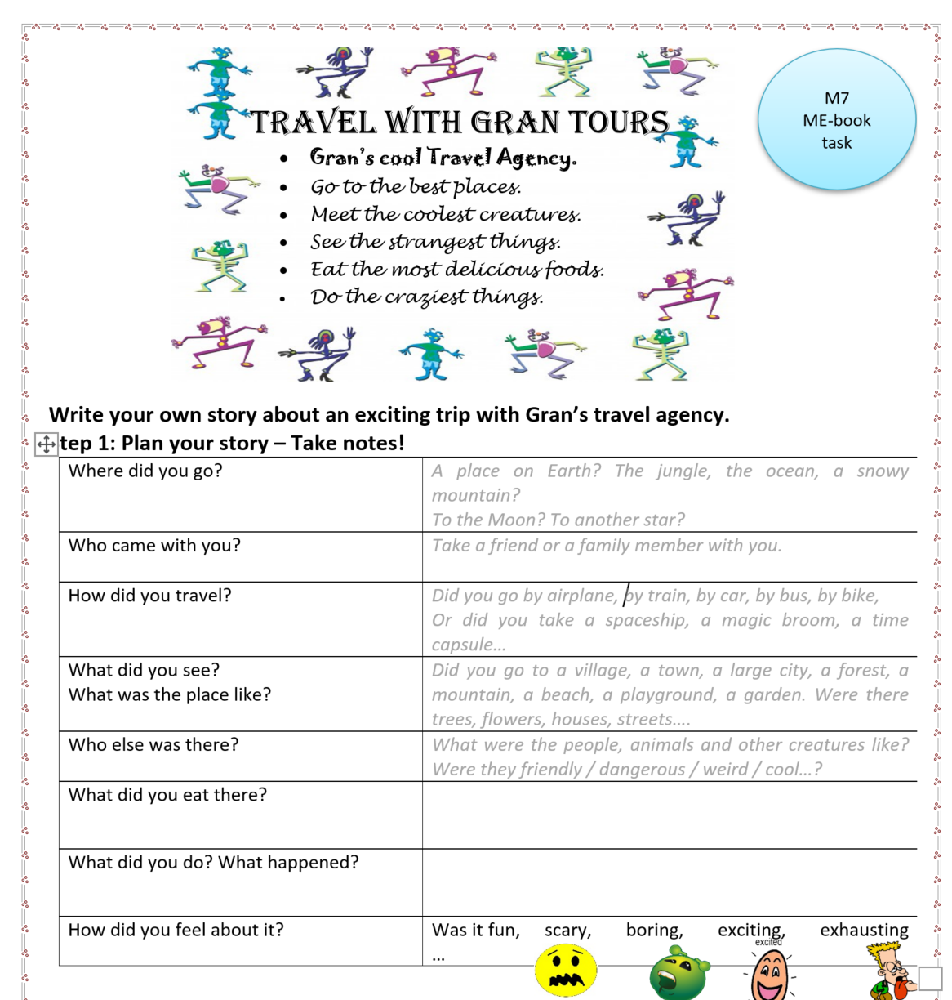 M7
ME-book
task
TRAVEL WITH GRAN TOURS
• Gran's cool Travel Agency.
• Go to the best places.
• Meet the coolest creatures.
• See the strangest things.
• Eat the most delicious foods.
• Do the craziest things.
Write your own story about an exciting trip with Gran's travel agency.
tep 1: Plan your story – Take notes!
Where did you go?
A place on Earth? The jungle, the ocean, a snowy
mountain?
To the Moon? To another star?
Who came with you?
Take a friend or a family member with you.
How did you travel?
Did you go by airplane, by train, by car, by bus, by bike,
Or did you take a spaceship, a magic broom, a time
capsule…
What did you see?
What was the place like?
Did you go to a village, a town, a large city, a forest, a
mountain, a beach, a playground, a garden. Were there
trees, flowers, houses, streets….
Who else was there?
What were the people, animals and other creatures like?
Were they friendly / dangerous / weird / cool…?
What did you eat there?
What did you do? What happened?
How did you feel about it?
Was it fun, scary, boring, exciting, exhausting
…
excited